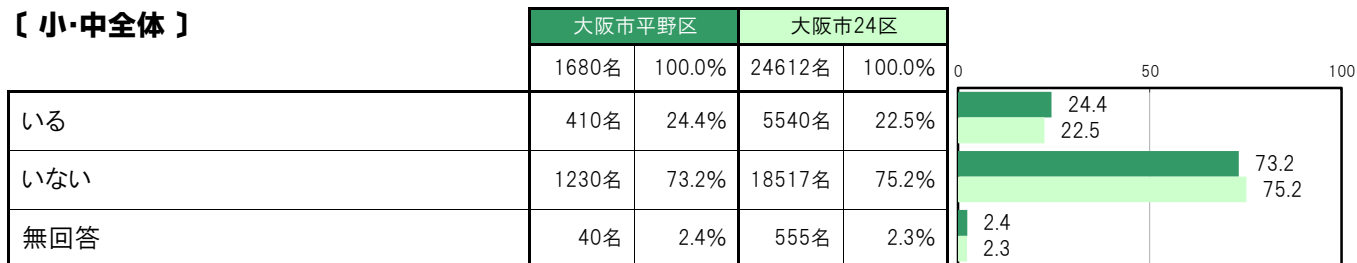 〔 小・中全体 〕
大阪市平野区 大阪市24区
1680名 100.0% 24612名 100.0%
0 50 100
いる 410名 24.4% 5540名 22.5%
24.4
22.5
いない 1230名 73.2% 18517名 75.2%
73.2
75.2
無回答 40名 2.4% 555名 2.3%
2.4
2.3